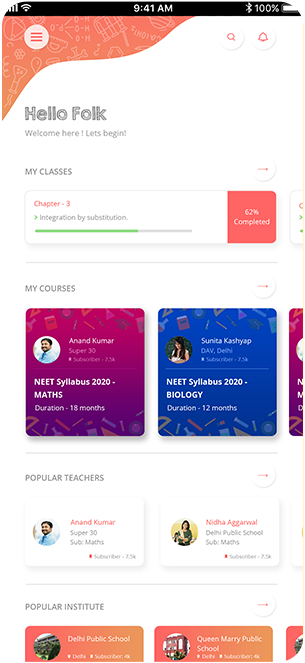 9:41 AM
100%
Hello Folk
Welcome here ! Lets begin!
MY CLASSES
Chapter - 3
Integration by substitution.
62%
Completed
MY COURSES
Anand Kumar
Super 30
Subscriber - 7.5k
NEET Syllabus 2020 -
MATHS
Duration - 18 months
Sunita Kashyap
DAV, Delhi
Subscriber - 7.5k
NEET Syllabus 2020 -
BIOLOGY
Duration - 12 months
POPULAR TEACHERS
Anand Kumar
Super 30
Sub: Maths
Subscriber - 7.5k
Nidha Aggarwal
Delhi Public School
Sub: Maths
Subscriber - 7.5k
POPULAR INSTITUTE
Delhi Public School
Delhi
Subscriber: 4k
Queen Marry Public School
Delhi
Subscriber: 4k